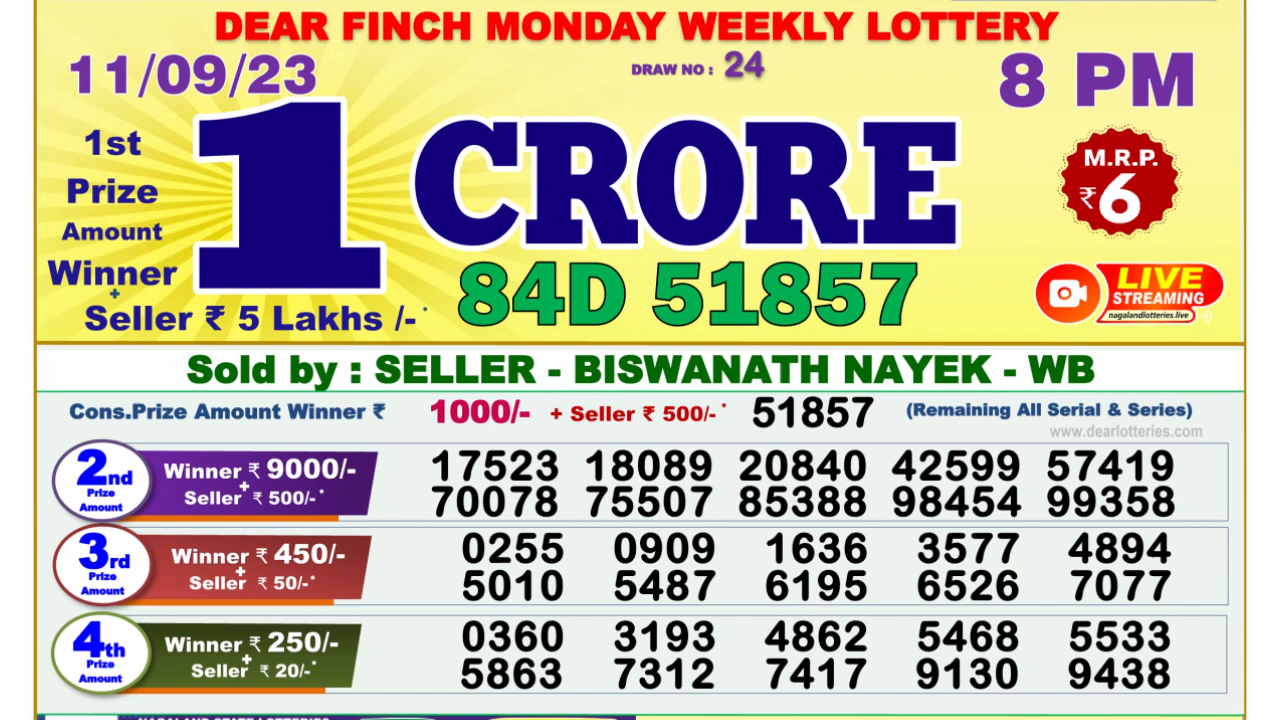 DEAR FINCH MONDAY WEEKLY LOTTERY
11/09/23
DRAW NO : 24
8 PM
1st
Prize
Amount
Winner
+
Seller ₹ 5 Lakhs /-*
1 CRORE
84D 51857
M.R.P.
₹6
LIVE
STREAMING
nagalandlotteries.live
Sold by : SELLER - BISWANATH NAYEK - WB
Cons.Prize Amount Winner ₹ 1000/- + Seller ₹ 500/-* 51857 (Remaining All Serial & Series)
www.dearlotteries.com
2nd
Prize
Amount
Winner ₹ 9000/-
+
Seller ₹ 500/-*
17523 18089 20840 42599 57419
70078 75507 85388 98454 99358
3rd
Prize
Amount
Winner ₹ 450/-
+
Seller ₹ 50/-*
0255 0909 1636 3577 4894
5010 5487 6195 6526 7077
4th
Prize
Amount
Winner ₹ 250/-
+
Seller ₹ 20/-*
0360 3193 4862 5468 5533
5863 7312 7417 9130 9438
NAGALAND STATE LOTTERIES